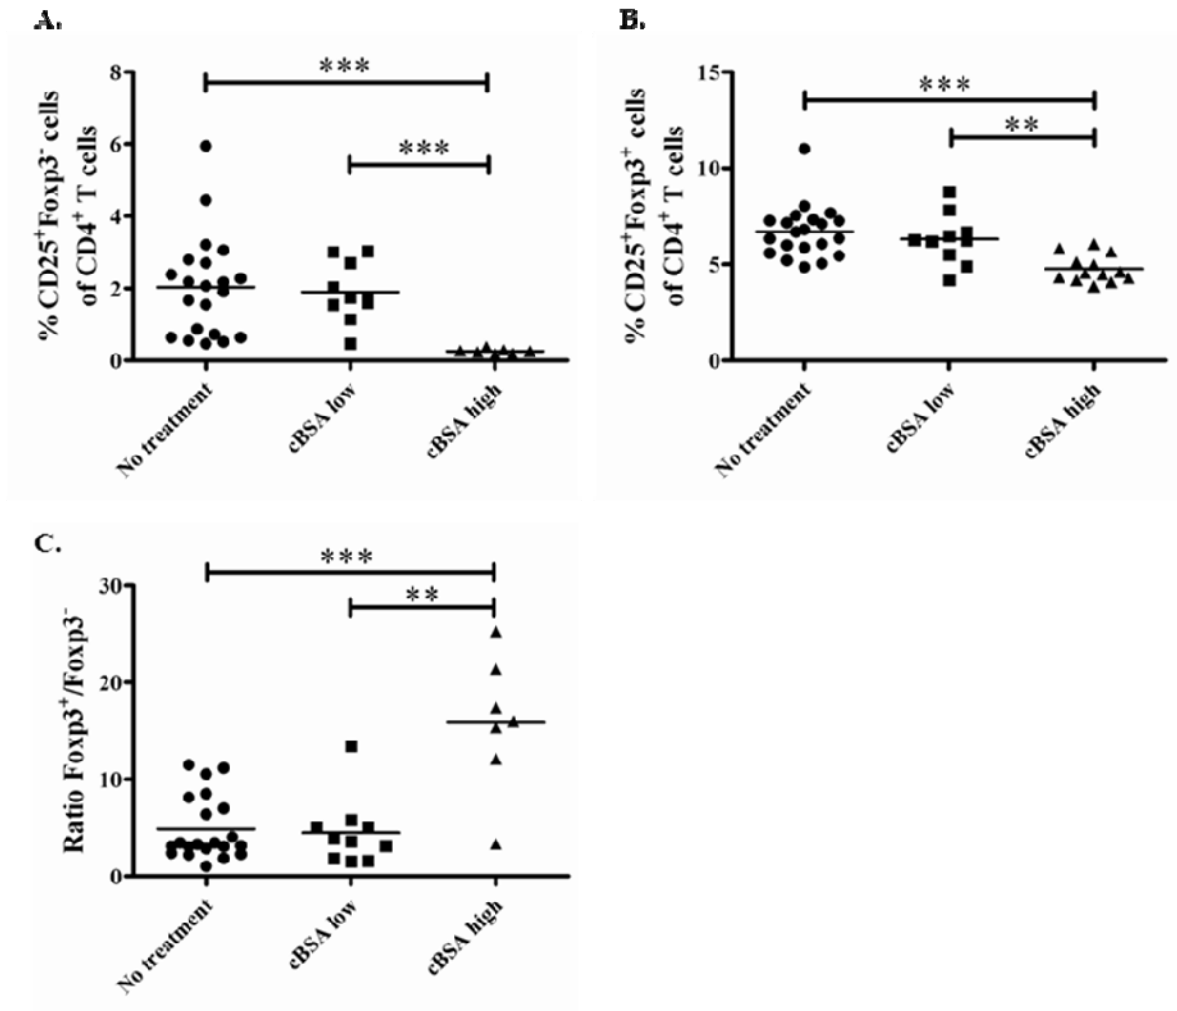 A.
% CD25⁺Foxp3⁻ cells
of CD4⁺ T cells
8
6
4
2
0
***
***
No treatment
cBSA low
cBSA high
B.
% CD25⁺Foxp3⁺ cells
of CD4⁺ T cells
15
10
5
0
***
**
No treatment
cBSA low
cBSA high
C.
Ratio Foxp3⁺/Foxp3⁻
30
20
10
0
***
**
No treatment
cBSA low
cBSA high